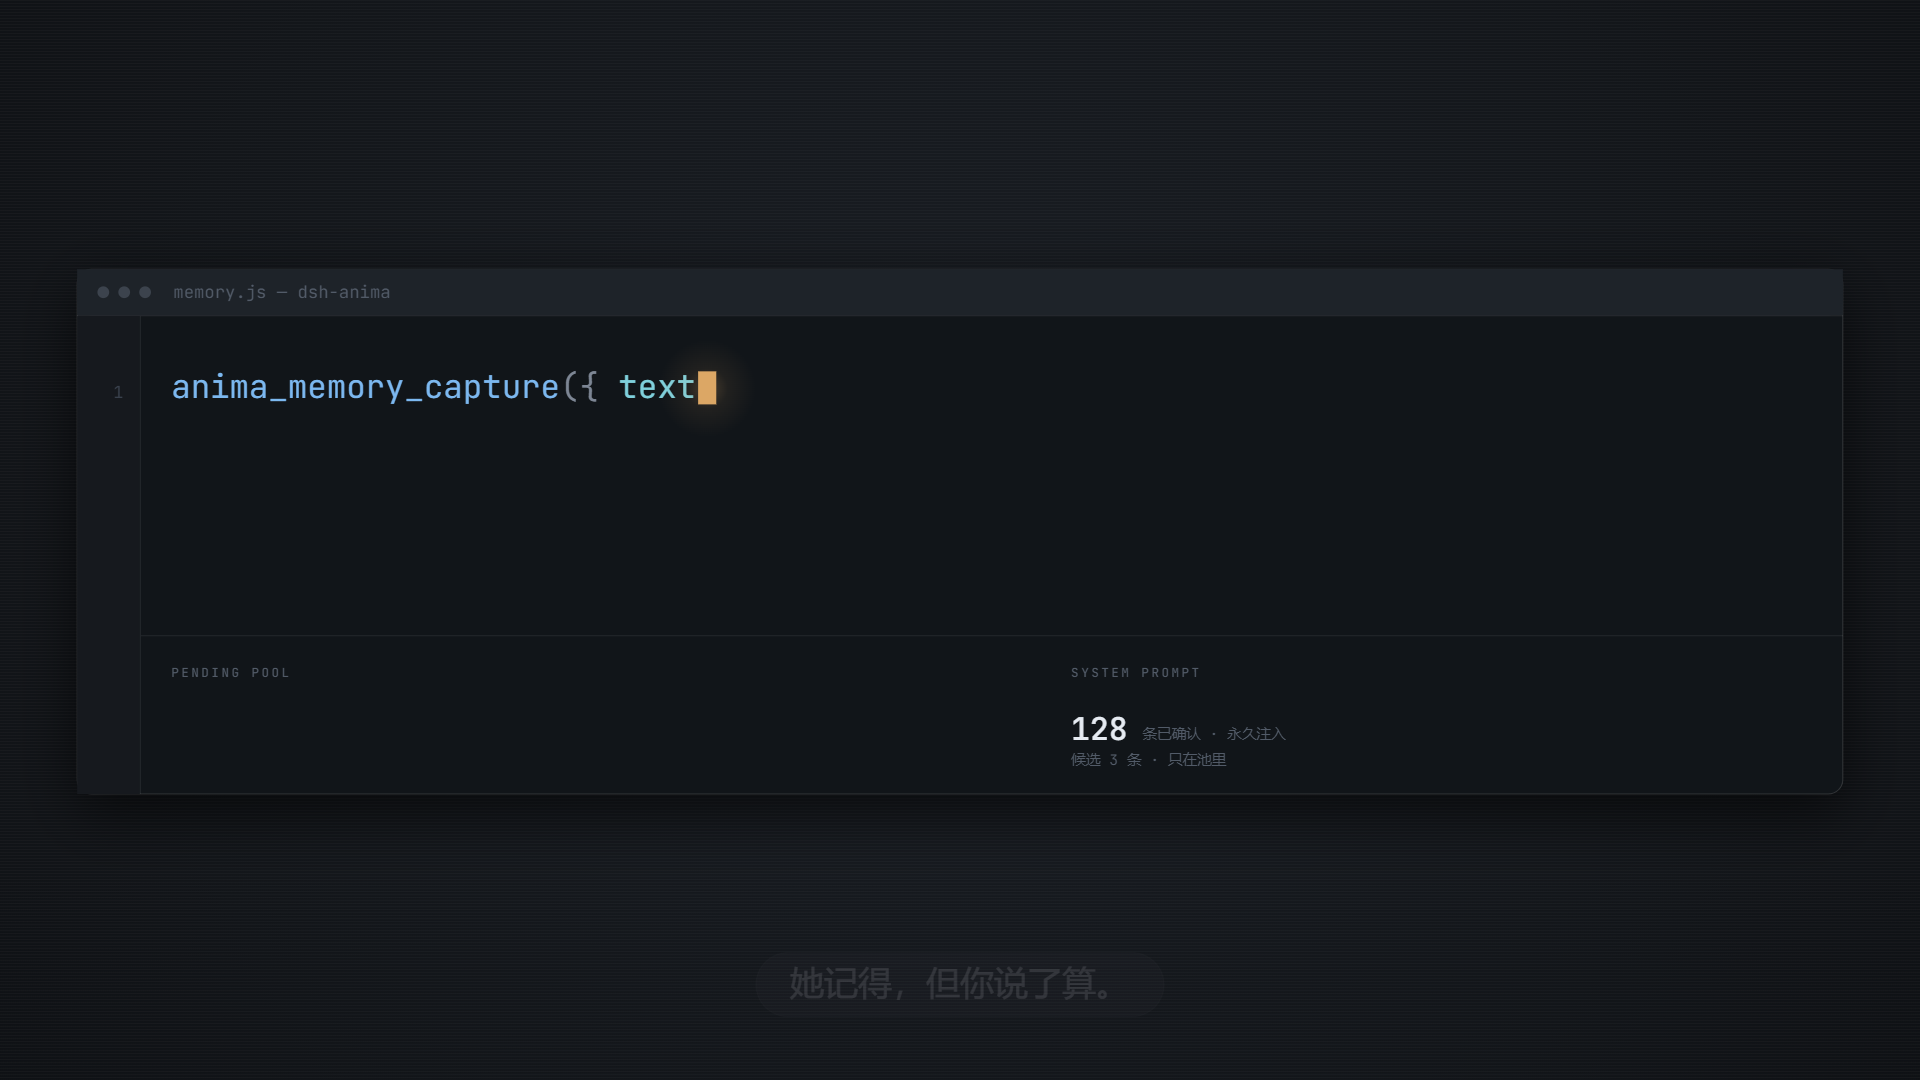 memory.js — dsh-anima
1
anima_memory_capture({ text
PENDING POOL
SYSTEM PROMPT
128 条已确认 · 永久注入
候选 3 条 · 只在池里
她记得，但你说了算。